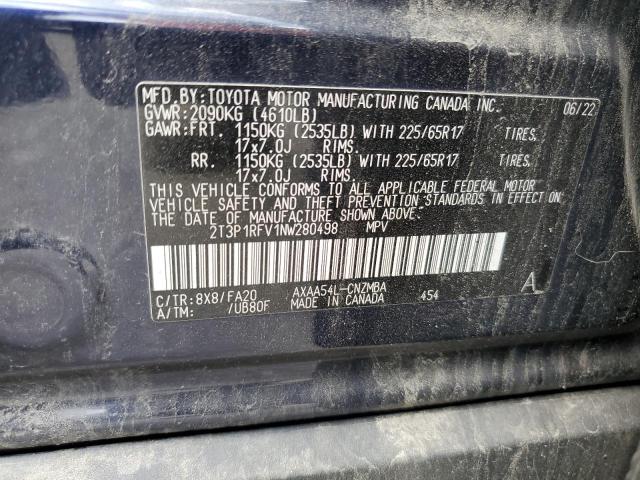 MFD.BY:TOYOTA MOTOR MANUFACTURING CANADA INC. 06/22
GVWR:2090KG (4610LB)
GAWR:FRT. 1150KG (2535LB) WITH 225/65R17 TIRES,
17x7.0J RIMS.
RR. 1150KG (2535LB) WITH 225/65R17 TIRES,
17x7.0J RIMS.
THIS VEHICLE CONFORMS TO ALL APPLICABLE FEDERAL MOTOR
VEHICLE SAFETY AND THEFT PREVENTION STANDARDS IN EFFECT ON
THE DATE OF MANUFACTURE SHOWN ABOVE.
2T3P1RFV1NW280498 MPV
C/TR:8X8/FA20 AXAA54L-CNZMBA A
A/TM: /UB80F MADE IN CANADA 454